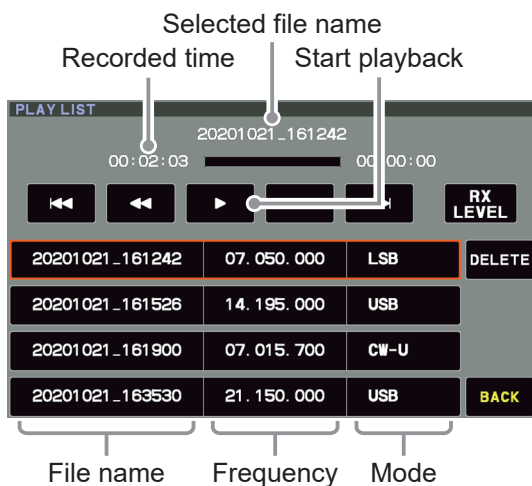 Selected file name
Recorded time Start playback
PLAY LIST
20201021_161242
00:02:03 00:00:00
RX
LEVEL
20201021_161242 07.050.000 LSB DELETE
20201021_161526 14.195.000 USB
20201021_161900 07.015.700 CW-U
20201021_163530 21.150.000 USB BACK
File name Frequency Mode